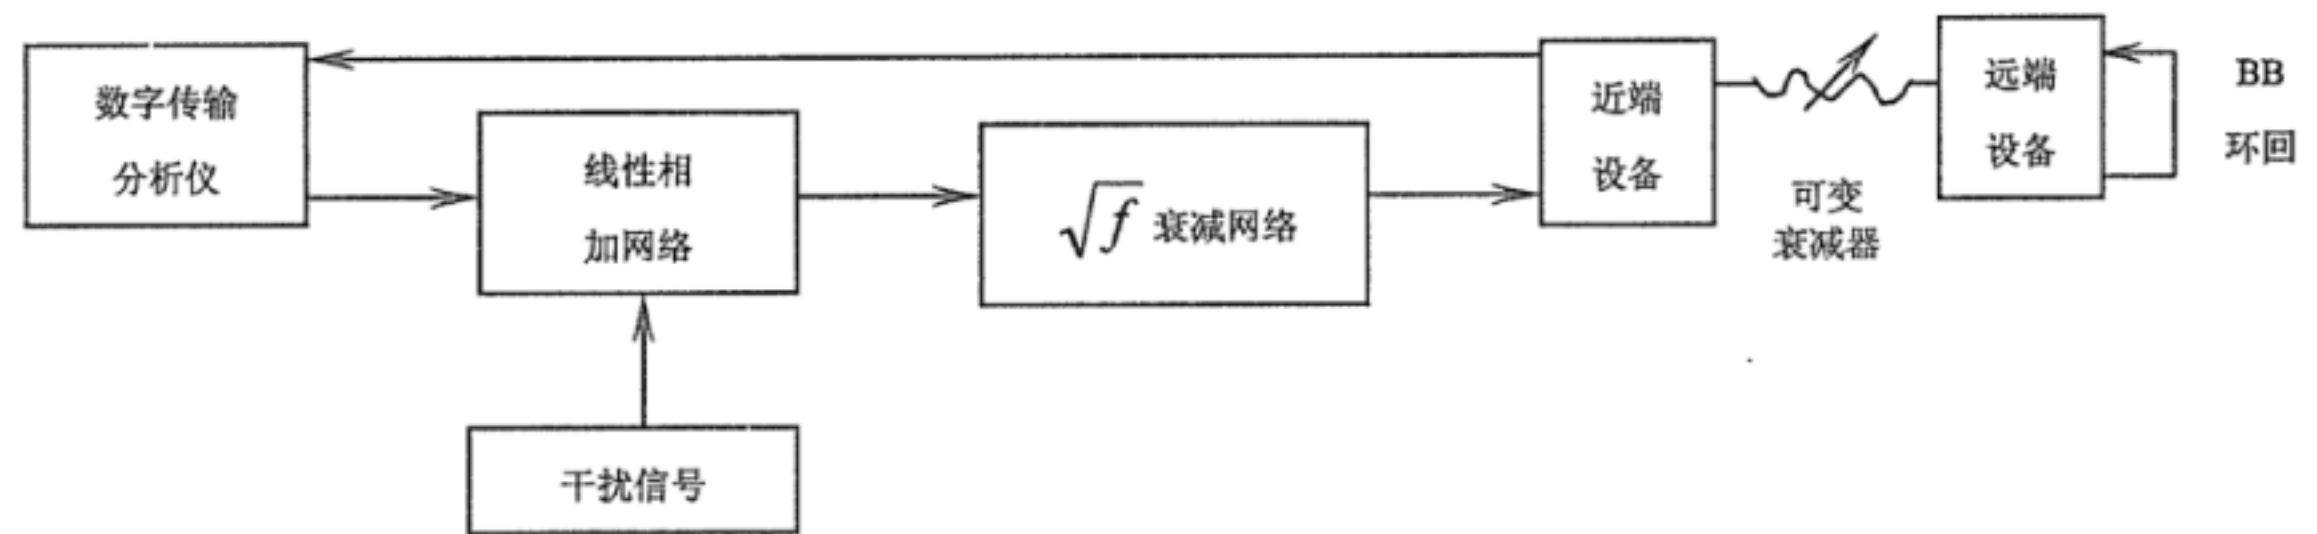 数字传输
分析仪
线性相
加网络
干扰信号
√f 衰减网络
近端
设备
可变
衰减器
远端
设备
BB
环回